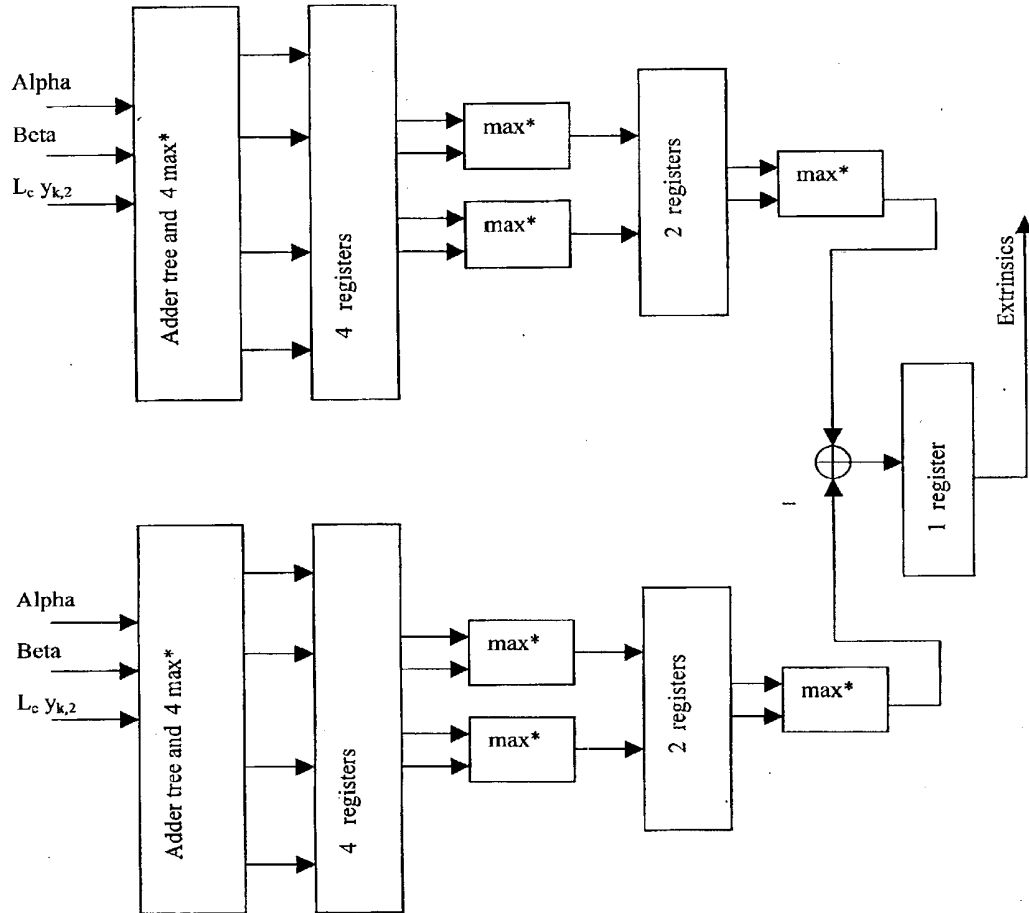 Alpha
Beta
L_c y_k,2
Adder tree and 4 max*
4 registers
max*
max*
2 registers
max*
Extrinsics
1 register
–
Alpha
Beta
L_c y_k,2
Adder tree and 4 max*
4 registers
max*
max*
2 registers
max*